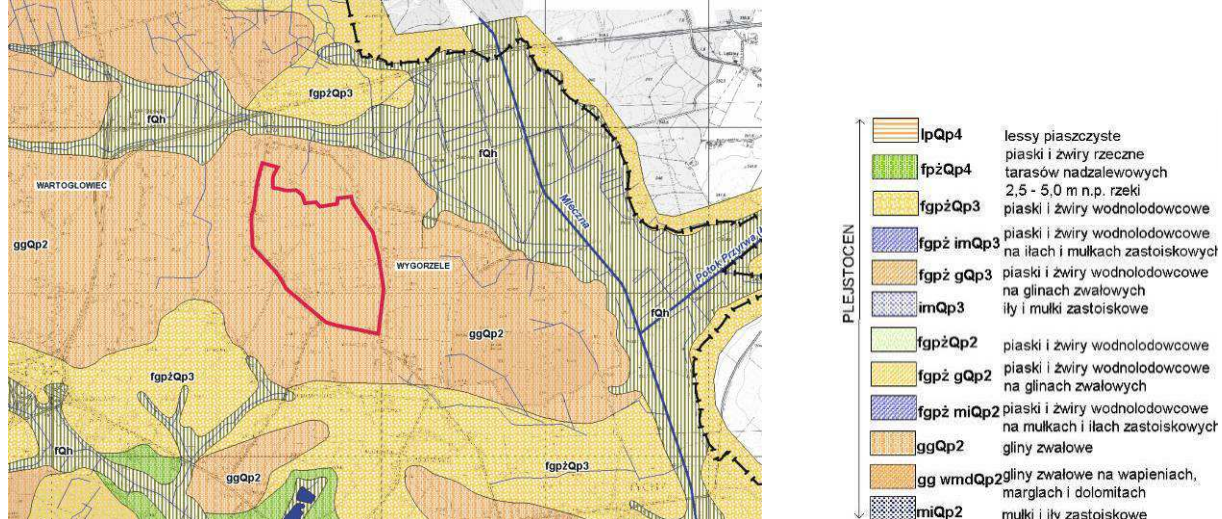 fgpżQp3
fQh
fQh
WARTOGŁOWIEC
Mleczna
ggQp2
WYGORZELE
Potok Przyrwa
fQh
ggQp2
fgpżQp3
fQh
ggQp2
fgpżQp3
PLEJSTOCEN
lpQp4 lessy piaszczyste
fpżQp4 piaski i żwiry rzeczne
tarasów nadzalewowych
2,5 - 5,0 m n.p. rzeki
fgpżQp3 piaski i żwiry wodnolodowcowe
fgpż imQp3 piaski i żwiry wodnolodowcowe
na iłach i mułkach zastoiskowych
fgpż gQp3 piaski i żwiry wodnolodowcowe
na glinach zwałowych
imQp3 iły i mułki zastoiskowe
fgpżQp2 piaski i żwiry wodnolodowcowe
fgpż gQp2 piaski i żwiry wodnolodowcowe
na glinach zwałowych
fgpż miQp2 piaski i żwiry wodnolodowcowe
na mułkach i iłach zastoiskowych
ggQp2 gliny zwałowe
gg wmdQp2 gliny zwałowe na wapieniach,
marglach i dolomitach
miQp2 mułki i iły zastoiskowe